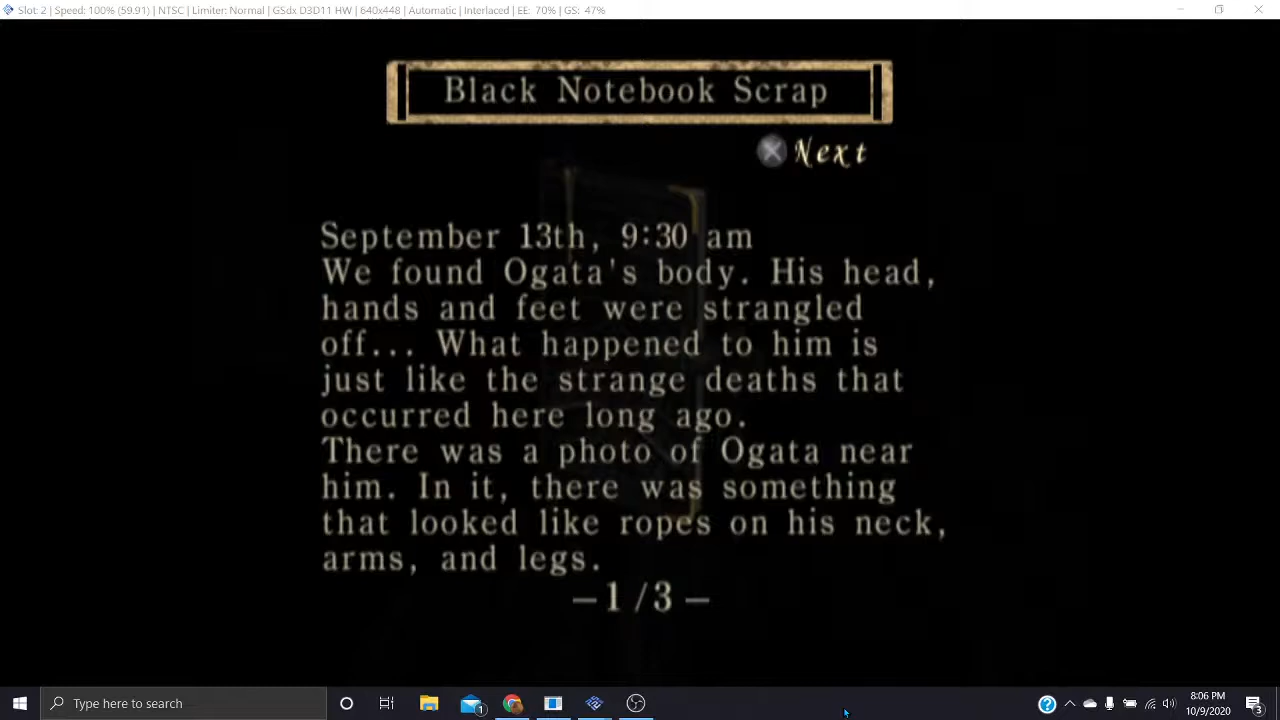 Slot: 2 | Speed: 100% (59.91) | NTSC | Limiter: Normal | GSdx D3D11 HW | 640x448 | Automatic | Interlaced | EE: 70% | GS: 47%
Black Notebook Scrap
Next
September 13th, 9:30 am
We found Ogata's body. His head,
hands and feet were strangled
off... What happened to him is
just like the strange deaths that
occurred here long ago.
There was a photo of Ogata near
him. In it, there was something
that looked like ropes on his neck,
arms, and legs.
—1/3—
Type here to search
1
8:06 PM
10/9/2020
3